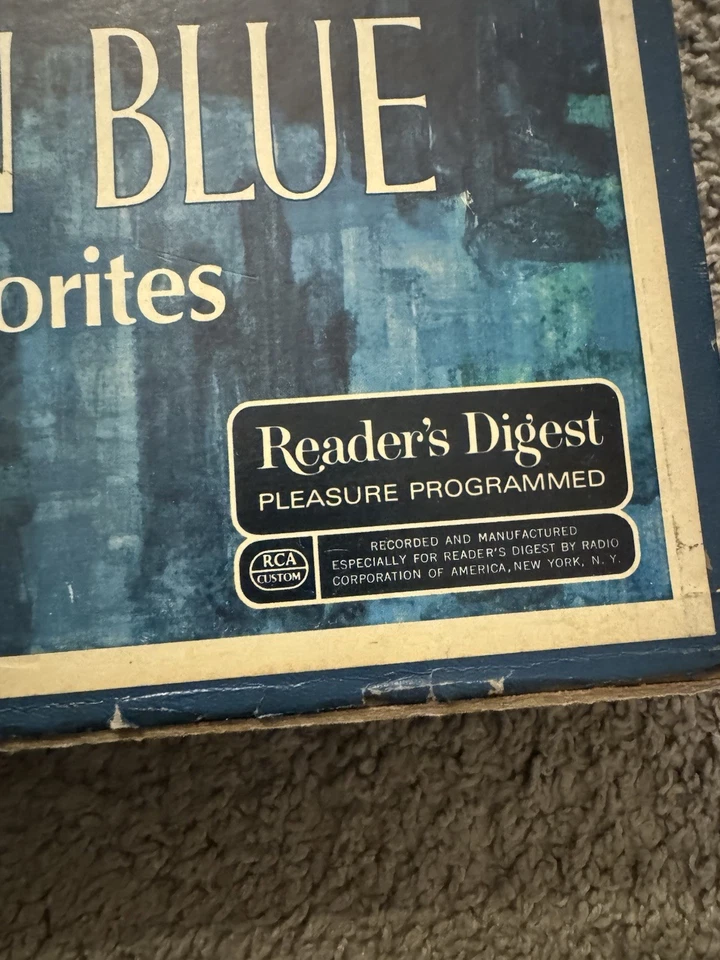 N BLUE
orites
Reader's Digest
PLEASURE PROGRAMMED
RCA
CUSTOM
RECORDED AND MANUFACTURED
ESPECIALLY FOR READER'S DIGEST BY RADIO
CORPORATION OF AMERICA, NEW YORK, N. Y.